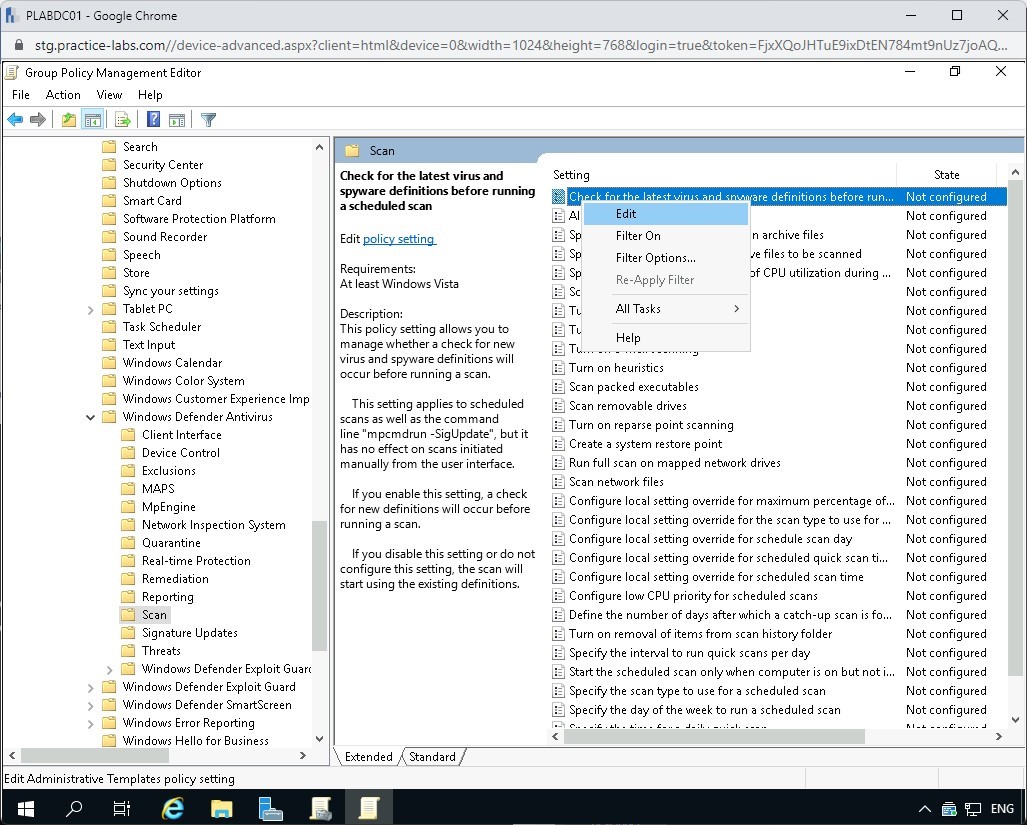 PLABDC01 - Google Chrome
stg.practice-labs.com//device-advanced.aspx?client=html&device=0&width=1024&height=768&login=true&token=FjxXQoJHTuE9ixDtEN784mt9nUz7joAQ...
Group Policy Management Editor
File Action View Help
Search
Security Center
Shutdown Options
Smart Card
Software Protection Platform
Sound Recorder
Speech
Store
Sync your settings
Tablet PC
Task Scheduler
Text Input
Windows Calendar
Windows Color System
Windows Customer Experience Imp
Windows Defender Antivirus
Client Interface
Device Control
Exclusions
MAPS
MpEngine
Network Inspection System
Quarantine
Real-time Protection
Remediation
Reporting
Scan
Signature Updates
Threats
Windows Defender Exploit Guard
Windows Defender Exploit Guard
Windows Defender SmartScreen
Windows Error Reporting
Windows Hello for Business
Scan
Check for the latest virus and
spyware definitions before running
a scheduled scan
Edit policy setting
Requirements:
At least Windows Vista
Description:
This policy setting allows you to
manage whether a check for new
virus and spyware definitions will
occur before running a scan.
This setting applies to scheduled
scans as well as the command
line "mpcmdrun -SigUpdate", but it
has no effect on scans initiated
manually from the user interface.
If you enable this setting, a check
for new definitions will occur before
running a scan.
If you disable this setting or do not
configure this setting, the scan will
start using the existing definitions.
Setting State
Check for the latest virus and spyware definitions before run... Not configured
Al Not configured
Sp n archive files Not configured
Sp ve files to be scanned Not configured
Sp of CPU utilization during ... Not configured
Sc Not configured
Tu Not configured
Tu Not configured
Turn on e-mail scanning Not configured
Turn on heuristics Not configured
Scan packed executables Not configured
Scan removable drives Not configured
Turn on reparse point scanning Not configured
Create a system restore point Not configured
Run full scan on mapped network drives Not configured
Scan network files Not configured
Configure local setting override for maximum percentage of... Not configured
Configure local setting override for the scan type to use for ... Not configured
Configure local setting override for schedule scan day Not configured
Configure local setting override for scheduled quick scan ti... Not configured
Configure local setting override for scheduled scan time Not configured
Configure low CPU priority for scheduled scans Not configured
Define the number of days after which a catch-up scan is fo... Not configured
Turn on removal of items from scan history folder Not configured
Specify the interval to run quick scans per day Not configured
Start the scheduled scan only when computer is on but not i... Not configured
Specify the scan type to use for a scheduled scan Not configured
Specify the day of the week to run a scheduled scan Not configured
Specify the time for a daily quick scan Not configured
Edit
Filter On
Filter Options...
Re-Apply Filter
All Tasks
Help
Extended Standard
Edit Administrative Templates policy setting
ENG